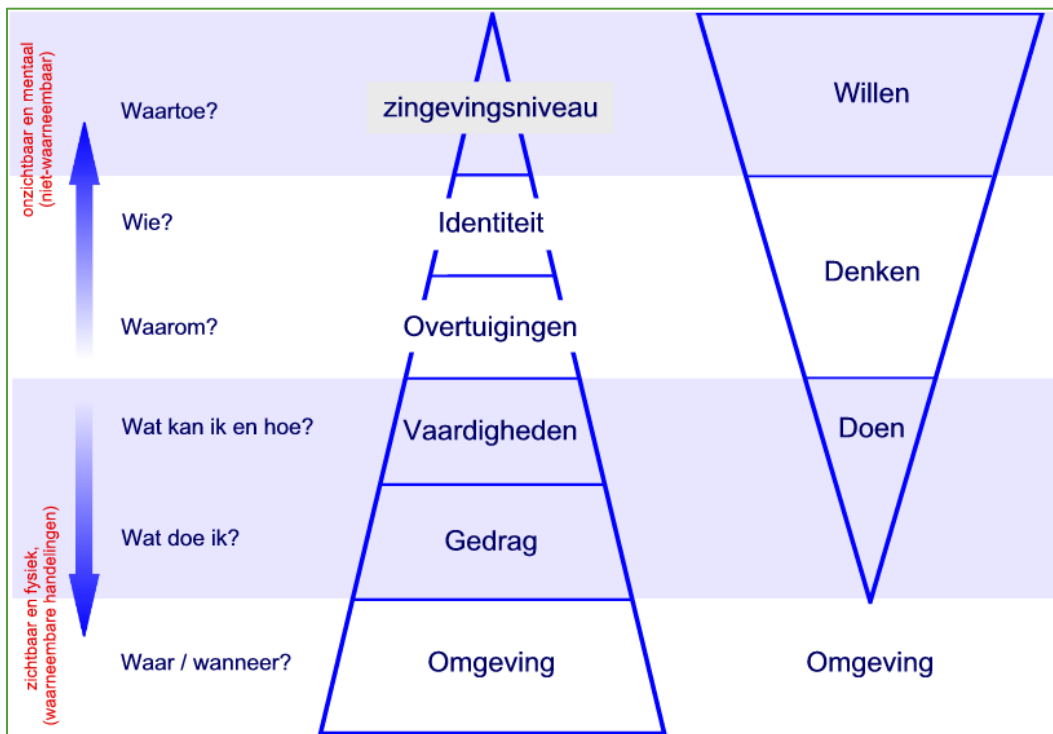 onzichtbaar en mentaal
(niet-waarneembaar)
Waartoe?
zingevingsniveau
Willen
Wie?
Identiteit
Denken
Waarom?
Overtuigingen
Wat kan ik en hoe?
Vaardigheden
Doen
Wat doe ik?
Gedrag
zichtbaar en fysiek,
(waarneembare handelingen)
Waar / wanneer?
Omgeving
Omgeving